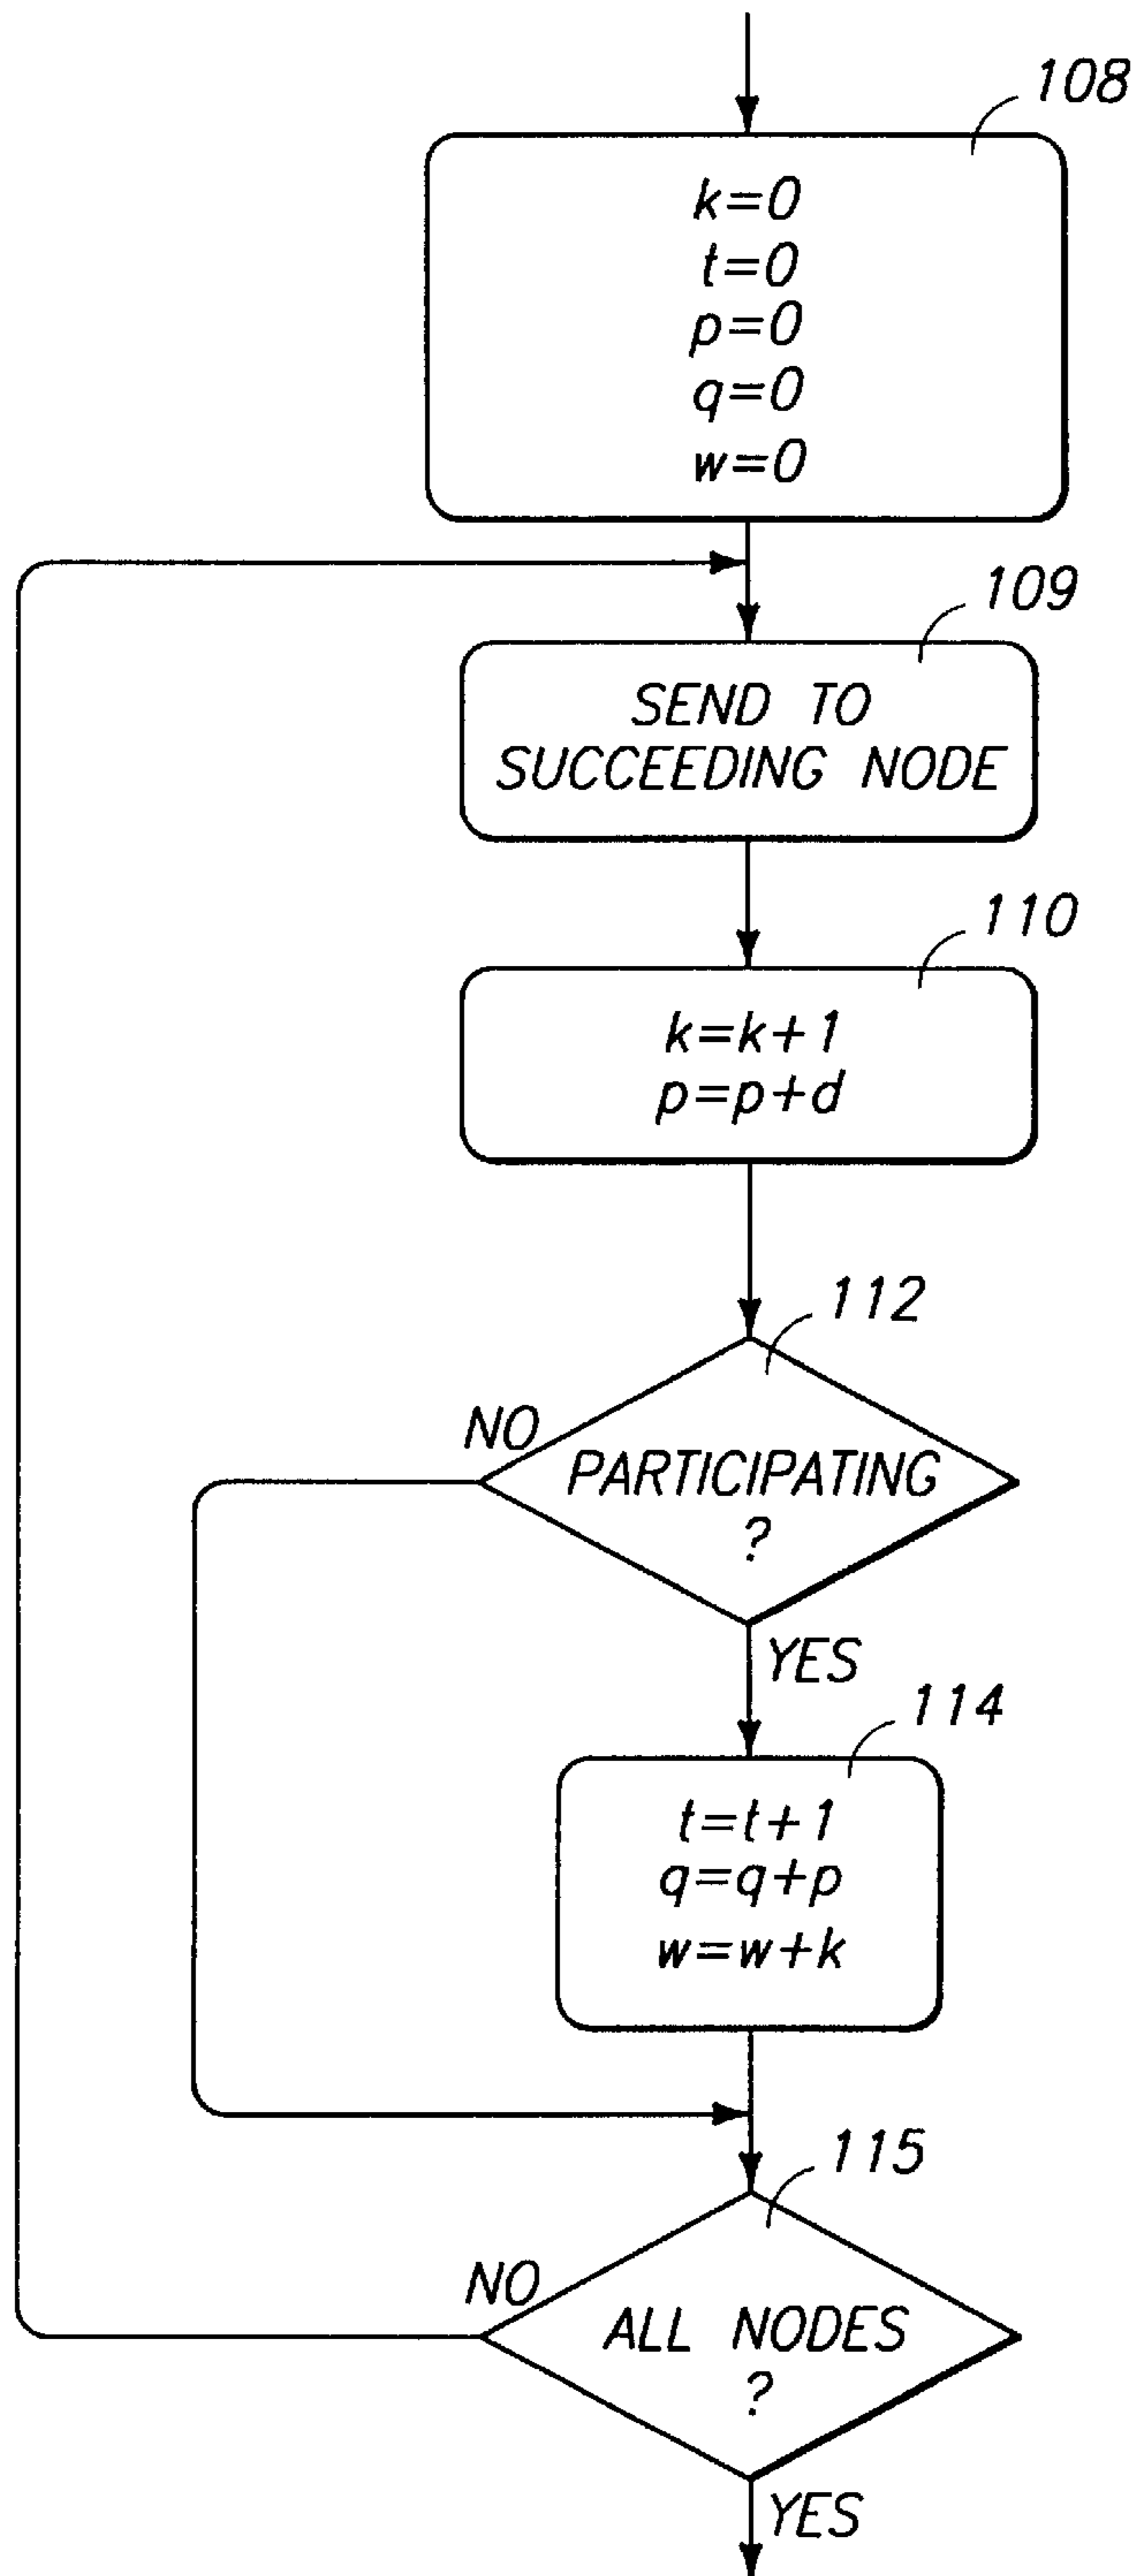 108
k=0
t=0
p=0
q=0
w=0
109
SEND TO
SUCCEEDING NODE
110
k=k+1
p=p+d
112
NO
PARTICIPATING
?
YES
114
t=t+1
q=q+p
w=w+k
115
NO
ALL NODES
?
YES